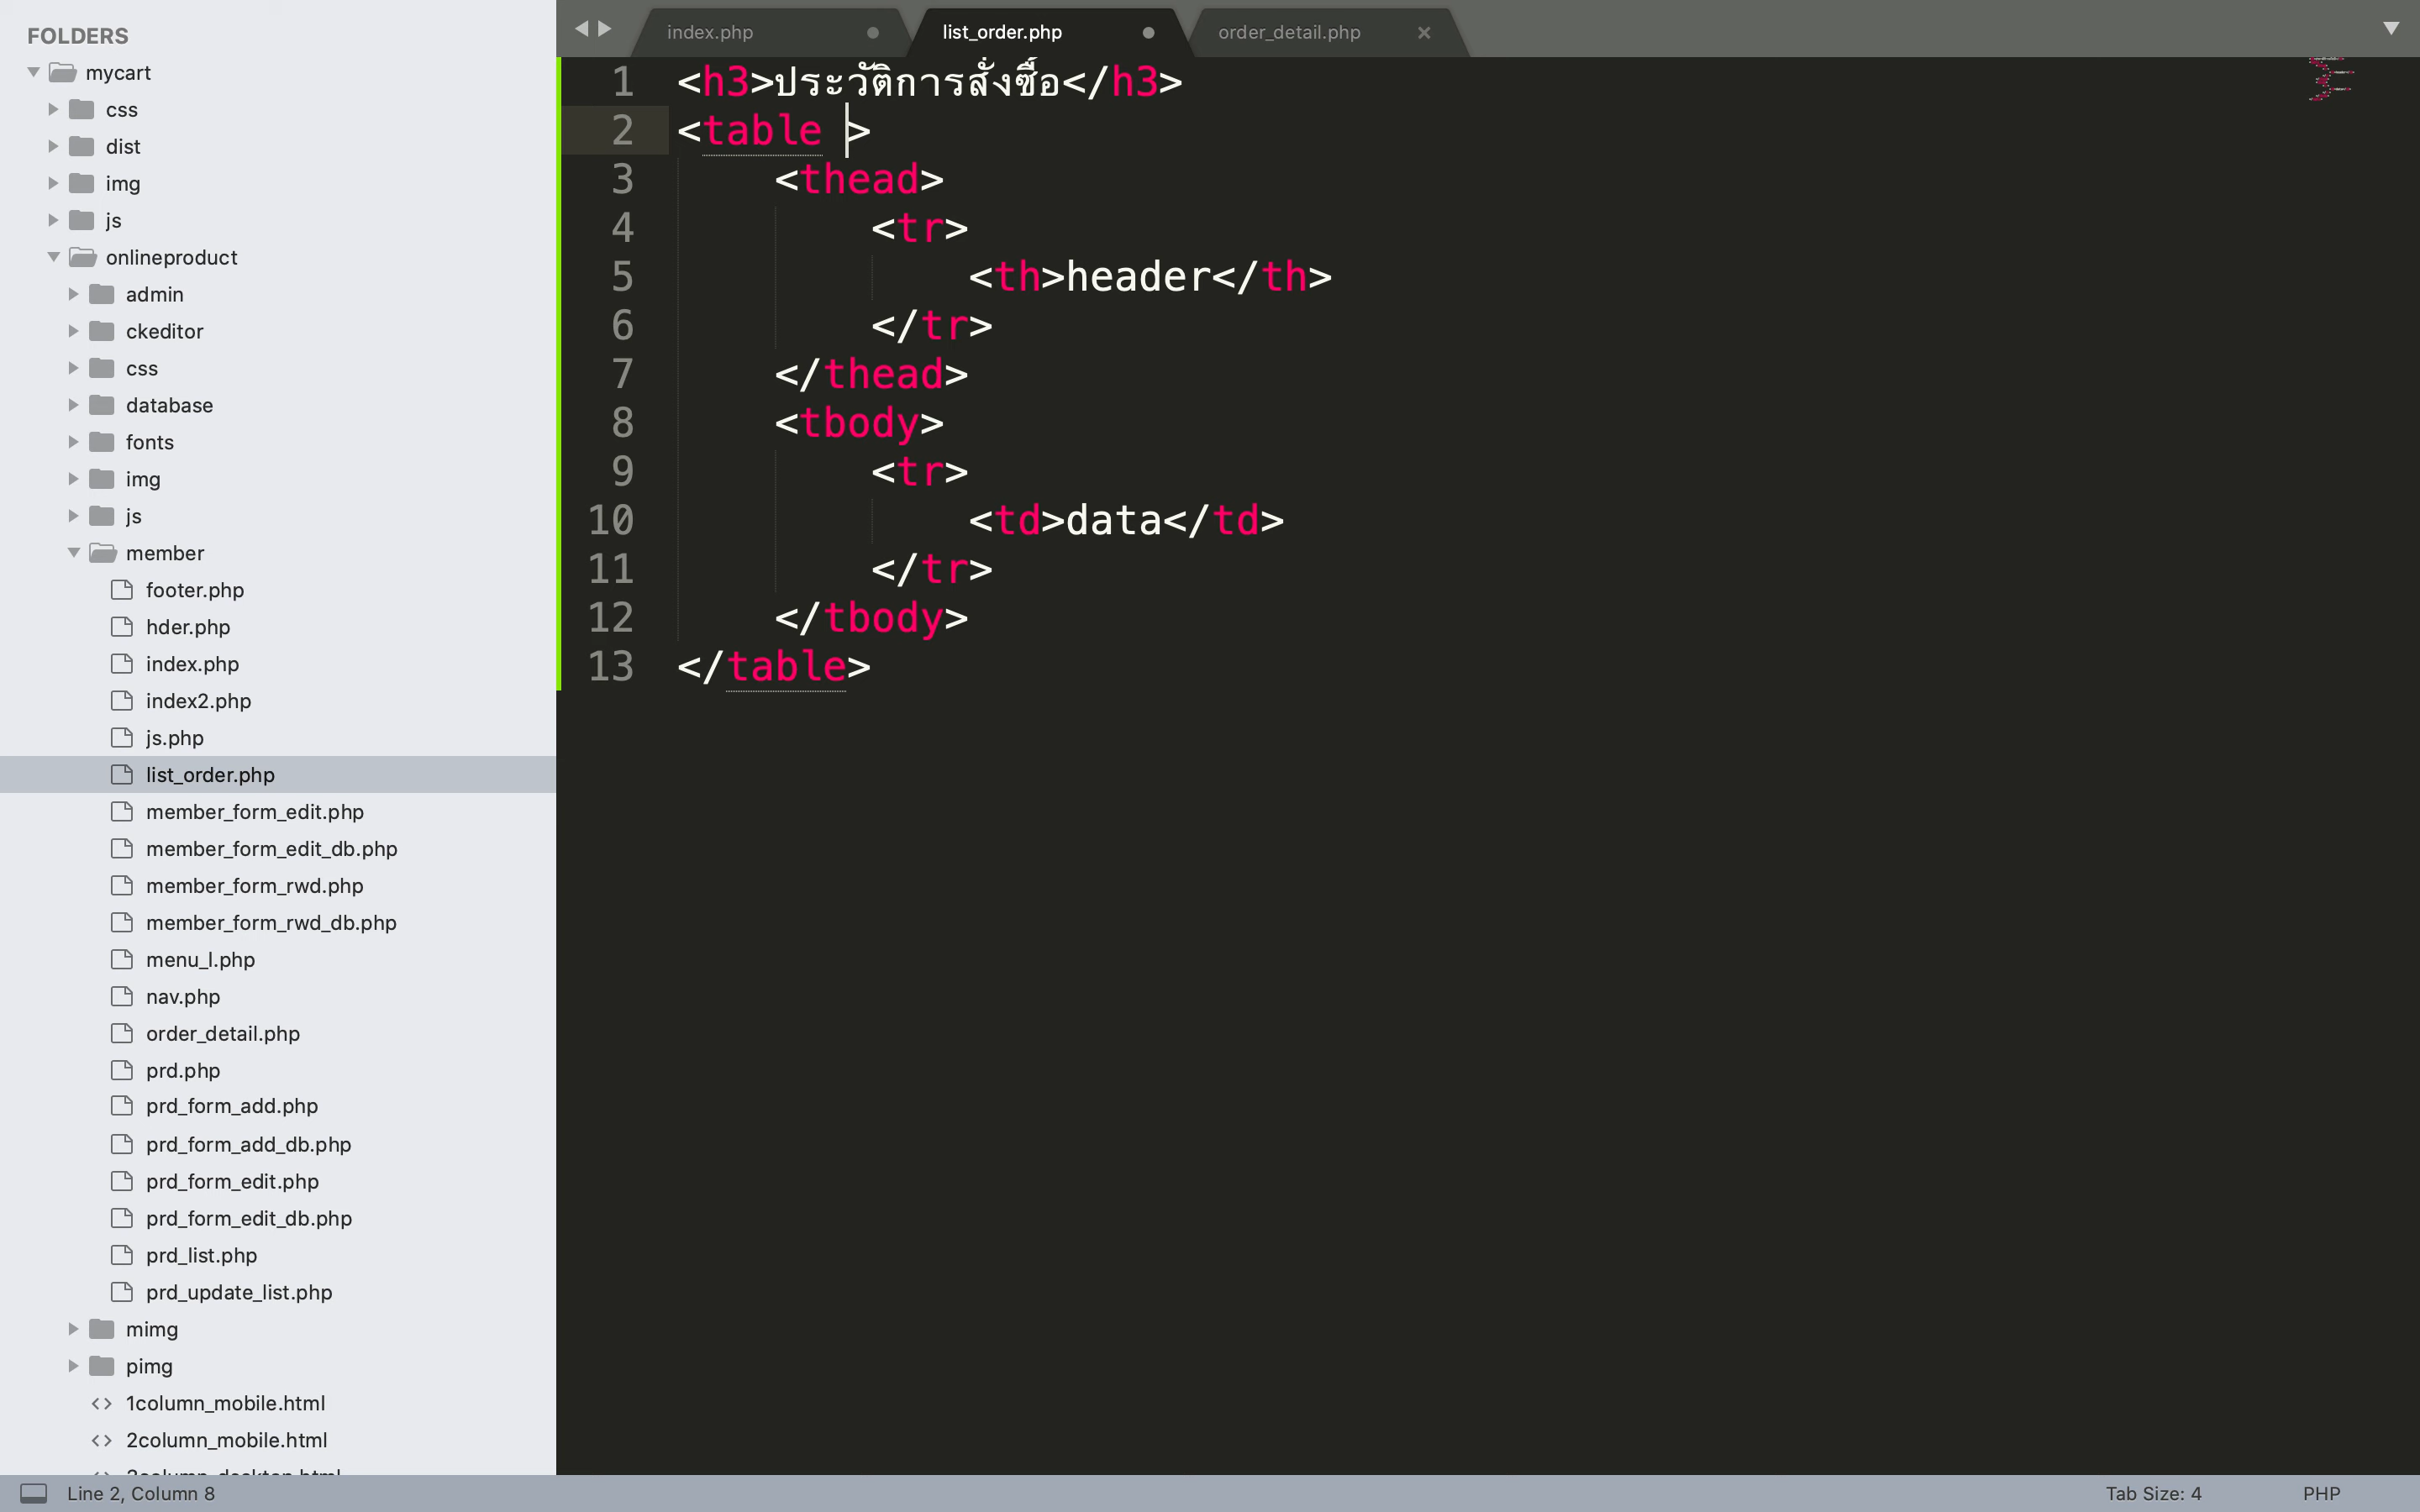 FOLDERS
mycart
css
dist
img
js
onlineproduct
admin
ckeditor
css
database
fonts
img
js
member
footer.php
hder.php
index.php
index2.php
js.php
list_order.php
member_form_edit.php
member_form_edit_db.php
member_form_rwd.php
member_form_rwd_db.php
menu_l.php
nav.php
order_detail.php
prd.php
prd_form_add.php
prd_form_add_db.php
prd_form_edit.php
prd_form_edit_db.php
prd_list.php
prd_update_list.php
mimg
pimg
1column_mobile.html
2column_mobile.html
index.php
list_order.php
order_detail.php
1 <h3>ประวัติการสั่งซื้อ</h3>
2 <table >
3 <thead>
4 <tr>
5 <th>header</th>
6 </tr>
7 </thead>
8 <tbody>
9 <tr>
10 <td>data</td>
11 </tr>
12 </tbody>
13 </table>
Line 2, Column 8
Tab Size: 4
PHP